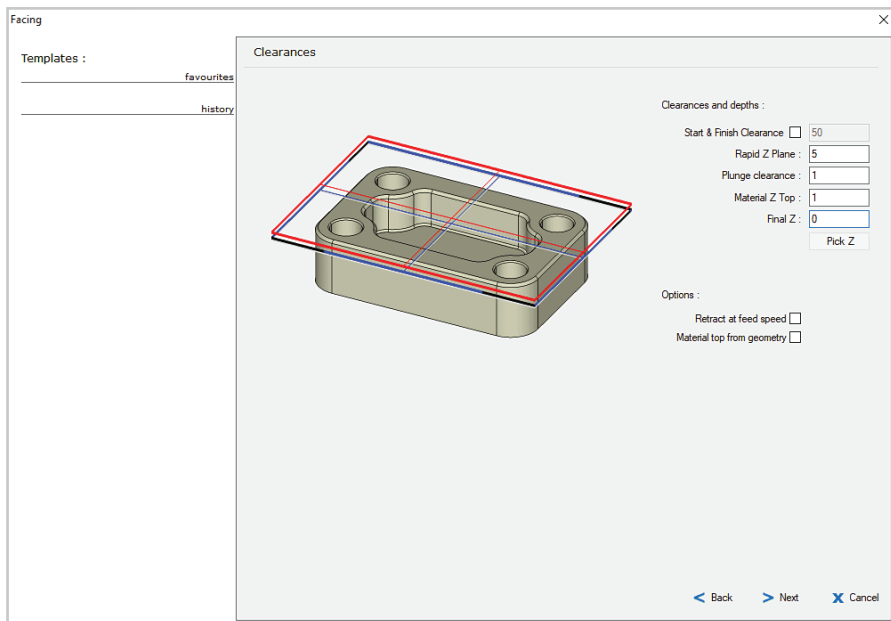 Facing
Templates :
favourites
history
Clearances
Clearances and depths :
Start & Finish Clearance 50
Rapid Z Plane : 5
Plunge clearance : 1
Material Z Top : 1
Final Z : 0
Pick Z
Options :
Retract at feed speed
Material top from geometry
< Back > Next X Cancel